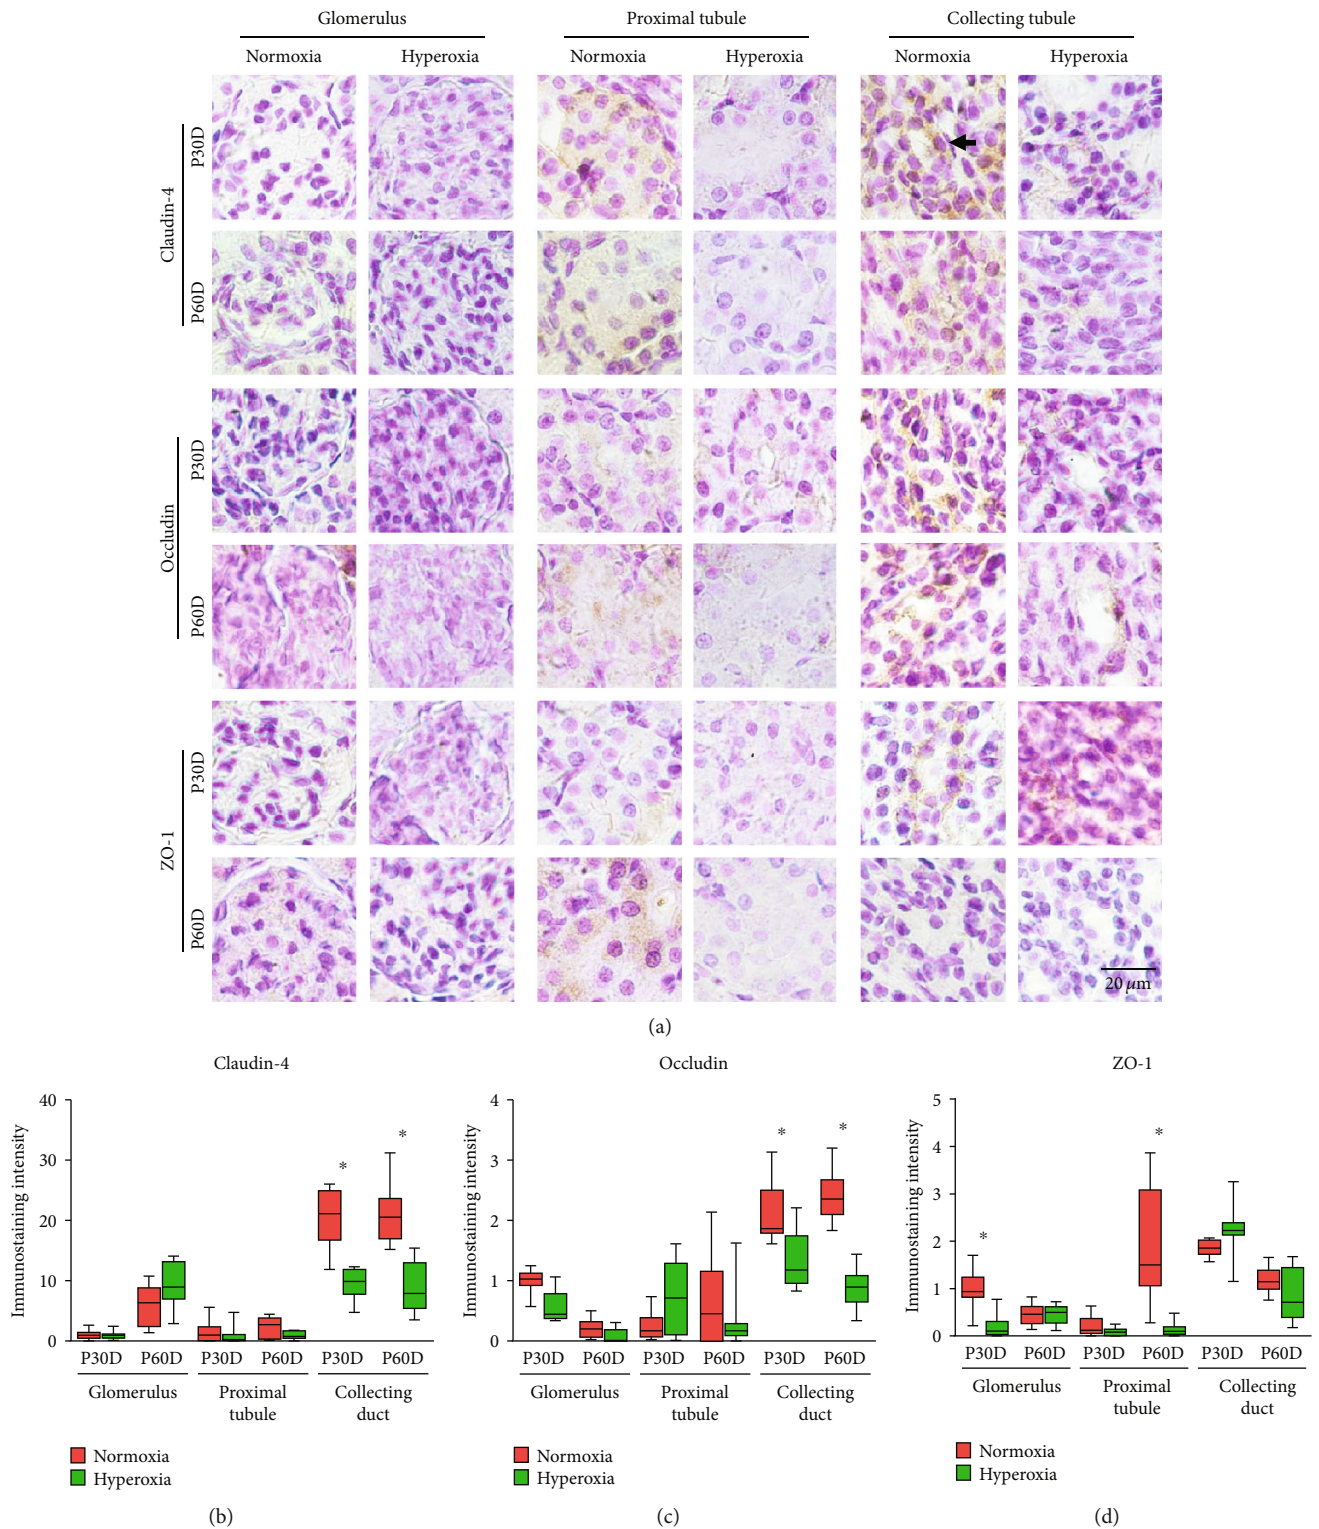 Glomerulus Proximal tubule Collecting tubule
Normoxia Hyperoxia Normoxia Hyperoxia Normoxia Hyperoxia
Claudin-4
P30D
P60D
Occludin
P30D
P60D
ZO-1
P30D
P60D
20 μm
(a)
Claudin-4
Immunostaining intensity
40
30
20
10
0
*
*
P30D P60D P30D P60D P30D P60D
Glomerulus Proximal Collecting
tubule duct
Normoxia
Hyperoxia
(b)
Occludin
Immunostaining intensity
4
3
2
1
0
*
*
P30D P60D P30D P60D P30D P60D
Glomerulus Proximal Collecting
tubule duct
Normoxia
Hyperoxia
(c)
ZO-1
Immunostaining intensity
5
4
3
2
1
0
*
*
P30D P60D P30D P60D P30D P60D
Glomerulus Proximal Collecting
tubule duct
Normoxia
Hyperoxia
(d)